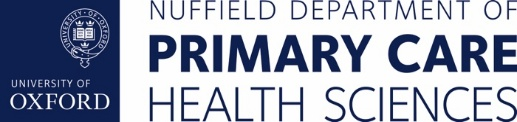 UNIVERSITY OF
OXFORD
NUFFIELD DEPARTMENT OF
PRIMARY CARE
HEALTH SCIENCES